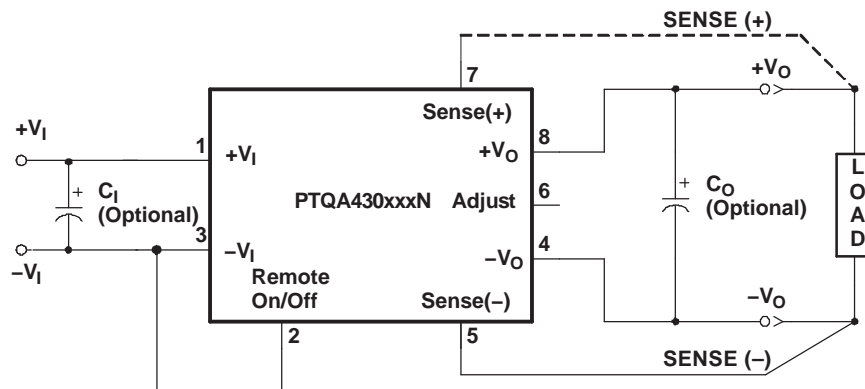 SENSE (+)
7
+VO
Sense(+)
8
+VI
1
+VI
+VO
+
CI
(Optional)
PTQA430xxxN
Adjust
6
+
CO
(Optional)
LOAD
3
−VI
4
−VO
−VI
Remote
On/Off
Sense(−)
−VO
2
5
SENSE (−)